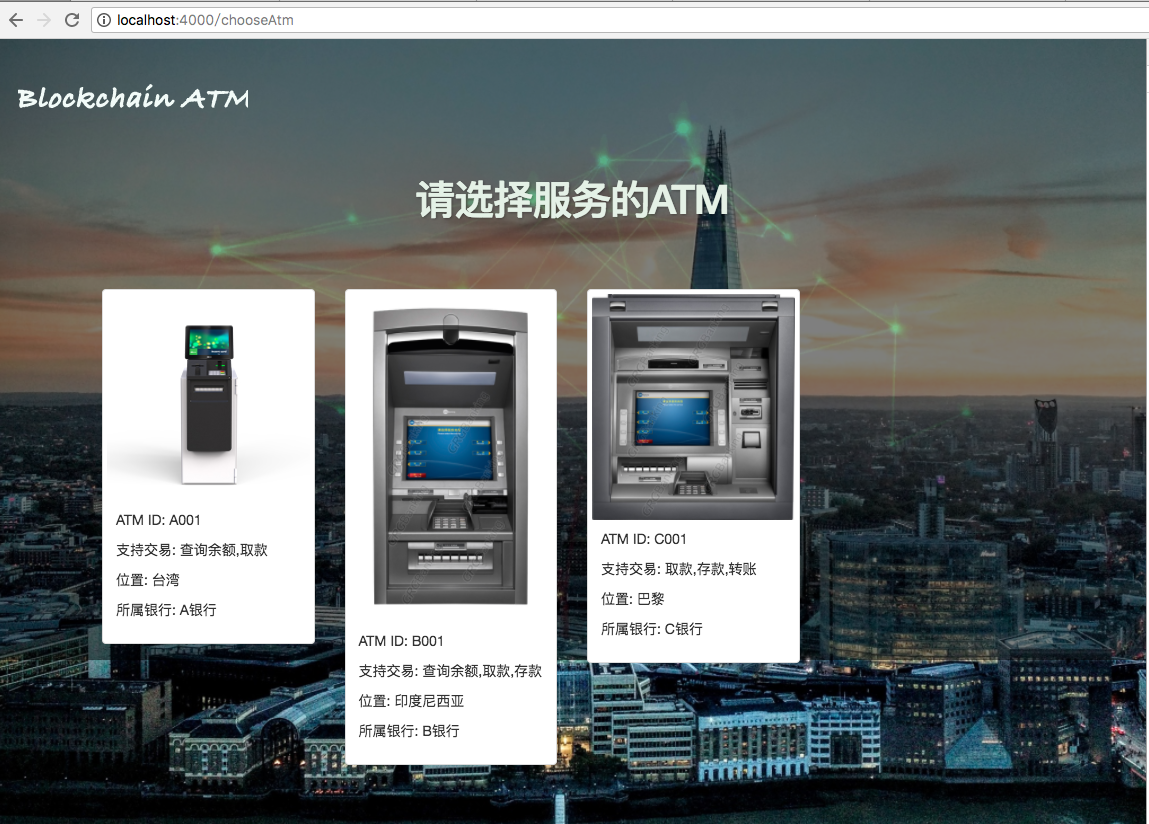 localhost:4000/chooseAtm
Blockchain ATM
请选择服务的ATM
ATM ID: A001
支持交易: 查询余额,取款
位置: 台湾
所属银行: A银行
ATM ID: B001
支持交易: 查询余额,取款,存款
位置: 印度尼西亚
所属银行: B银行
ATM ID: C001
支持交易: 取款,存款,转账
位置: 巴黎
所属银行: C银行